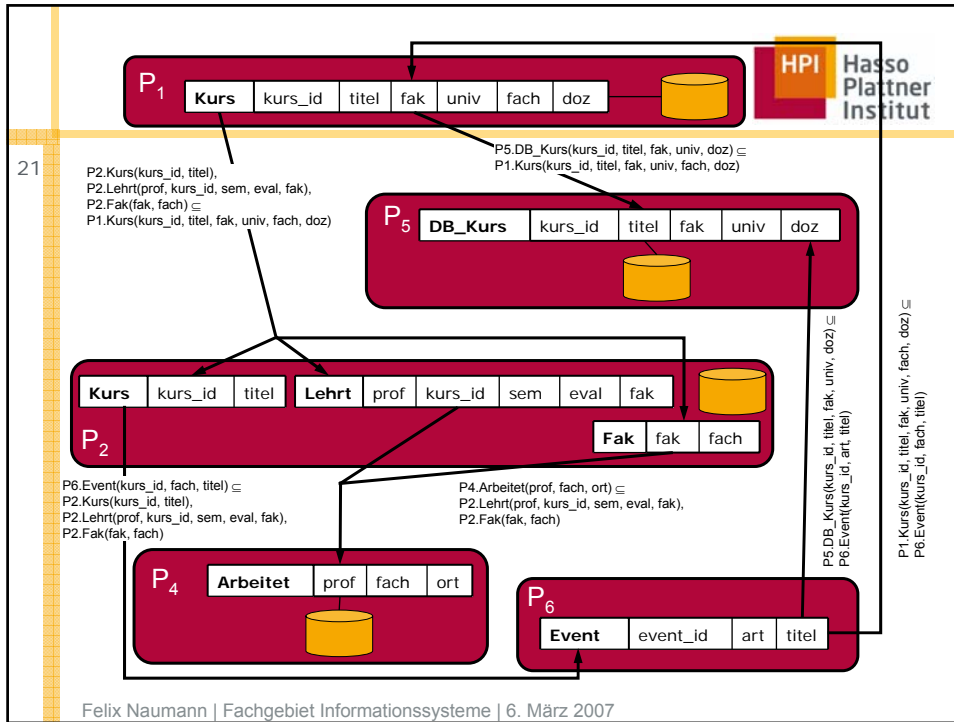 HPI Hasso
Plattner
Institut
P1
Kurs kurs_id titel fak univ fach doz
21
P2.Kurs(kurs_id, titel),
P2.Lehrt(prof, kurs_id, sem, eval, fak),
P2.Fak(fak, fach) ⊆
P1.Kurs(kurs_id, titel, fak, univ, fach, doz)
P5.DB_Kurs(kurs_id, titel, fak, univ, doz) ⊆
P1.Kurs(kurs_id, titel, fak, univ, fach, doz)
P5
DB_Kurs kurs_id titel fak univ doz
P5.DB_Kurs(kurs_id, titel, fak, univ, doz) ⊆
P6.Event(kurs_id, art, titel)
P1.Kurs(kurs_id, titel, fak, univ, fach, doz) ⊆
P6.Event(kurs_id, fach, titel)
Kurs kurs_id titel Lehrt prof kurs_id sem eval fak
P2
Fak fak fach
P6.Event(kurs_id, fach, titel) ⊆
P2.Kurs(kurs_id, titel),
P2.Lehrt(prof, kurs_id, sem, eval, fak),
P2.Fak(fak, fach)
P4.Arbeitet(prof, fach, ort) ⊆
P2.Lehrt(prof, kurs_id, sem, eval, fak),
P2.Fak(fak, fach)
P4
Arbeitet prof fach ort
P6
Event event_id art titel
Felix Naumann | Fachgebiet Informationssysteme | 6. März 2007